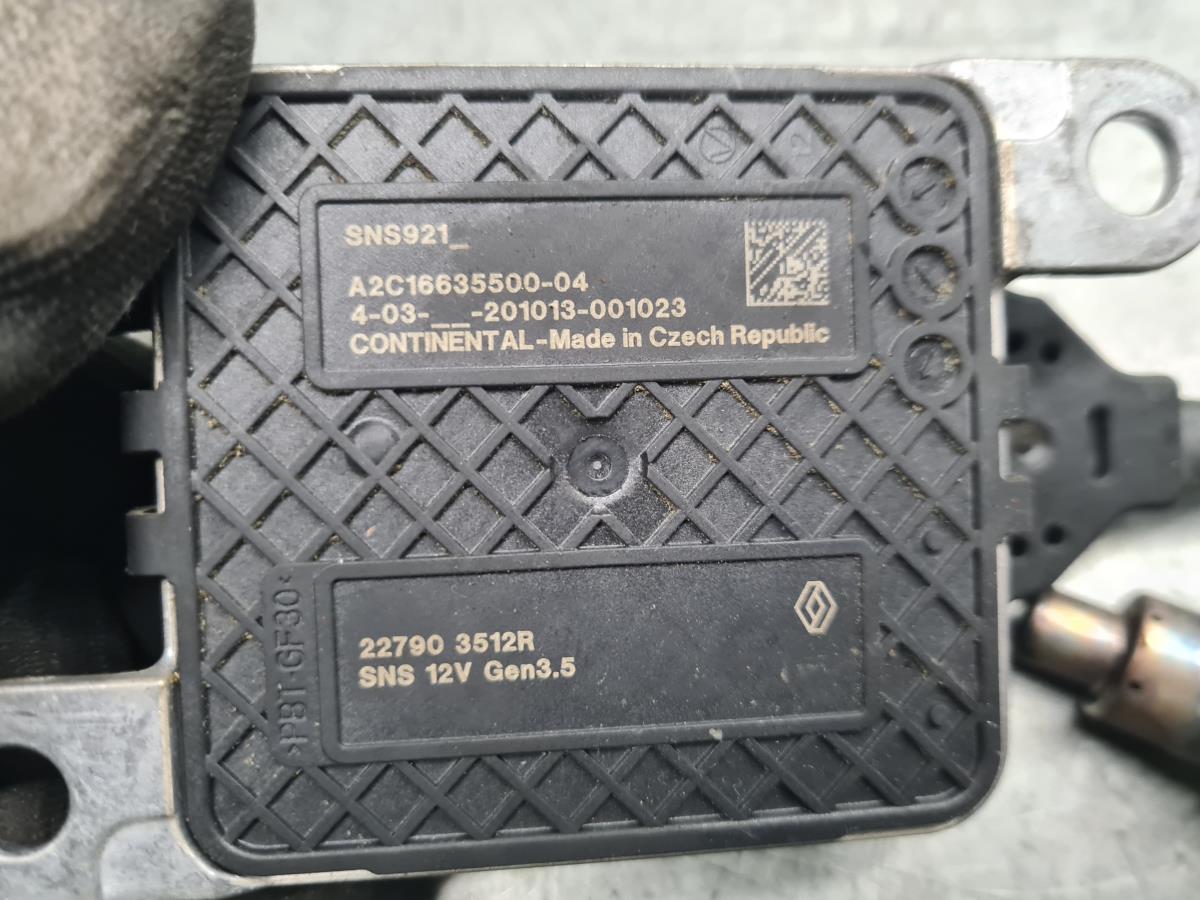 SNS921_
A2C16635500-04
4-03-__-201013-001023
CONTINENTAL-Made in Czech Republic
>PBT-GF30<
22790 3512R
SNS 12V Gen3.5